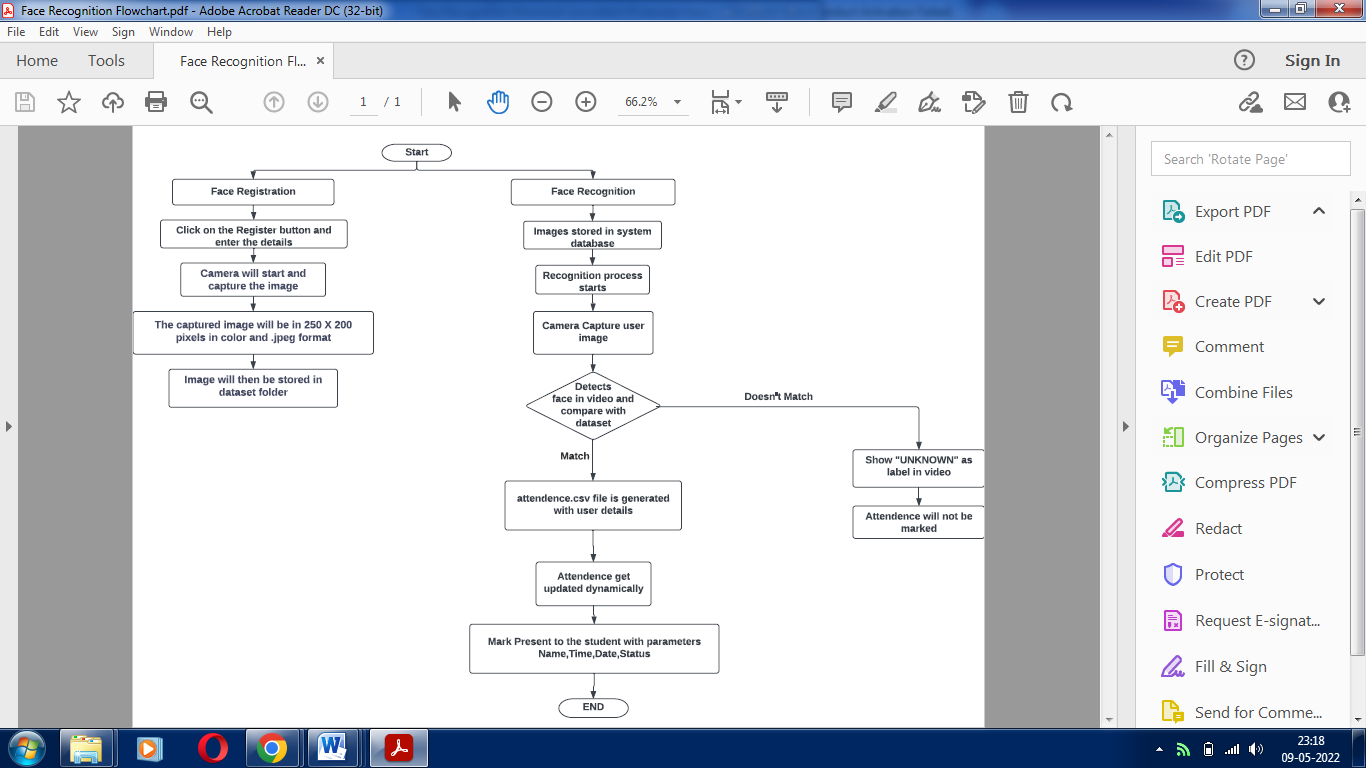 Face Recognition Flowchart.pdf - Adobe Acrobat Reader DC (32-bit)
File Edit View Sign Window Help
Home Tools Face Recognition Fl... × Sign In
1 / 1 66.2%
Start
Face Registration
Click on the Register button and
enter the details
Camera will start and
capture the image
The captured image will be in 250 X 200
pixels in color and .jpeg format
Image will then be stored in
dataset folder
Face Recognition
Images stored in system
database
Recognition process
starts
Camera Capture user
image
Detects
face in video and
compare with
dataset
Doesn't Match
Show "UNKNOWN" as
label in video
Attendence will not be
marked
Match
attendence.csv file is generated
with user details
Attendence get
updated dynamically
Mark Present to the student with parameters
Name,Time,Date,Status
END
Search 'Rotate Page'
Export PDF
Edit PDF
Create PDF
Comment
Combine Files
Organize Pages
Compress PDF
Redact
Protect
Request E-signat...
Fill & Sign
Send for Comme...
23:18
09-05-2022